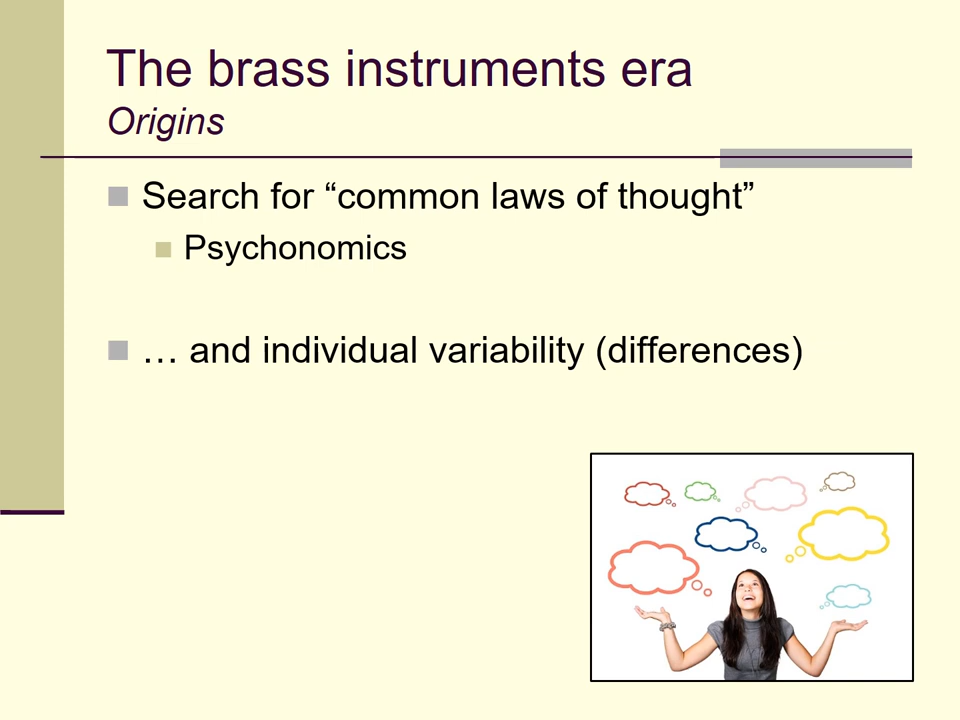 The brass instruments era
Origins
Search for “common laws of thought”
Psychonomics
… and individual variability (differences)